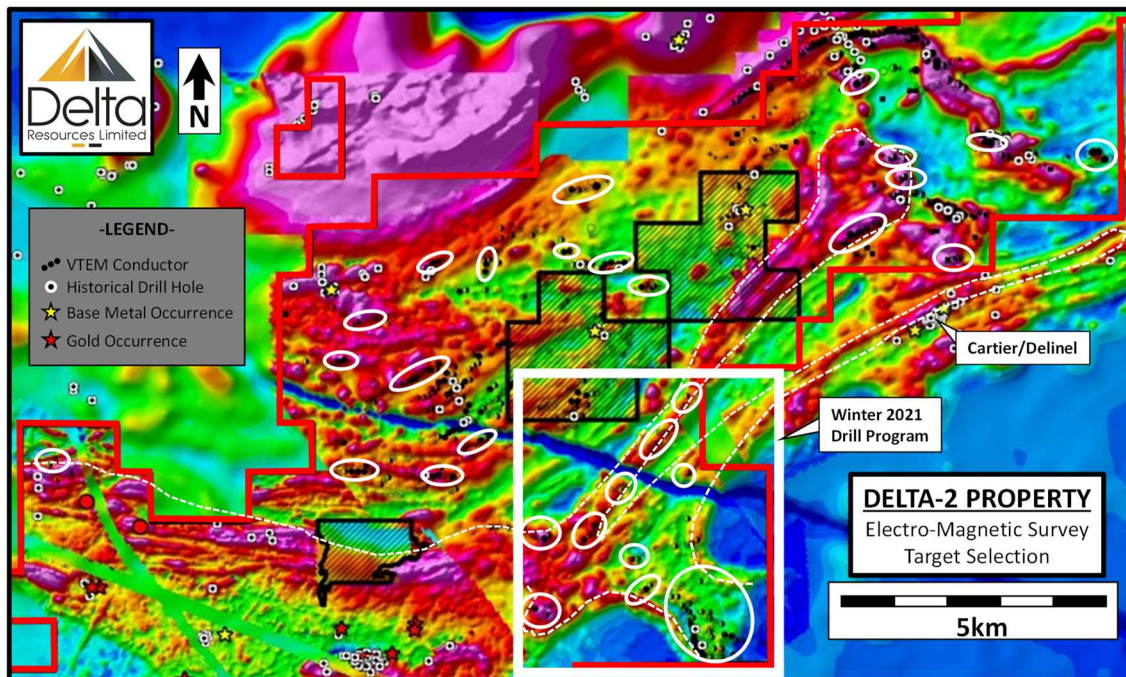 Delta
Resources Limited
N
-LEGEND-
VTEM Conductor
Historical Drill Hole
Base Metal Occurrence
Gold Occurrence
Cartier/Delinel
Winter 2021
Drill Program
DELTA-2 PROPERTY
Electro-Magnetic Survey
Target Selection
5km